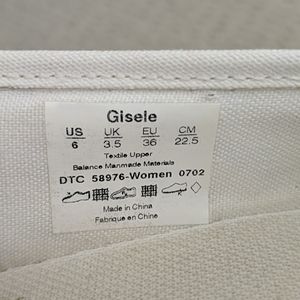 Gisele
US UK EU CM
6 3.5 36 22.5
Textile Upper
Balance Manmade Materials
DTC 58976-Women 0702
Made in China
Fabrique en Chine